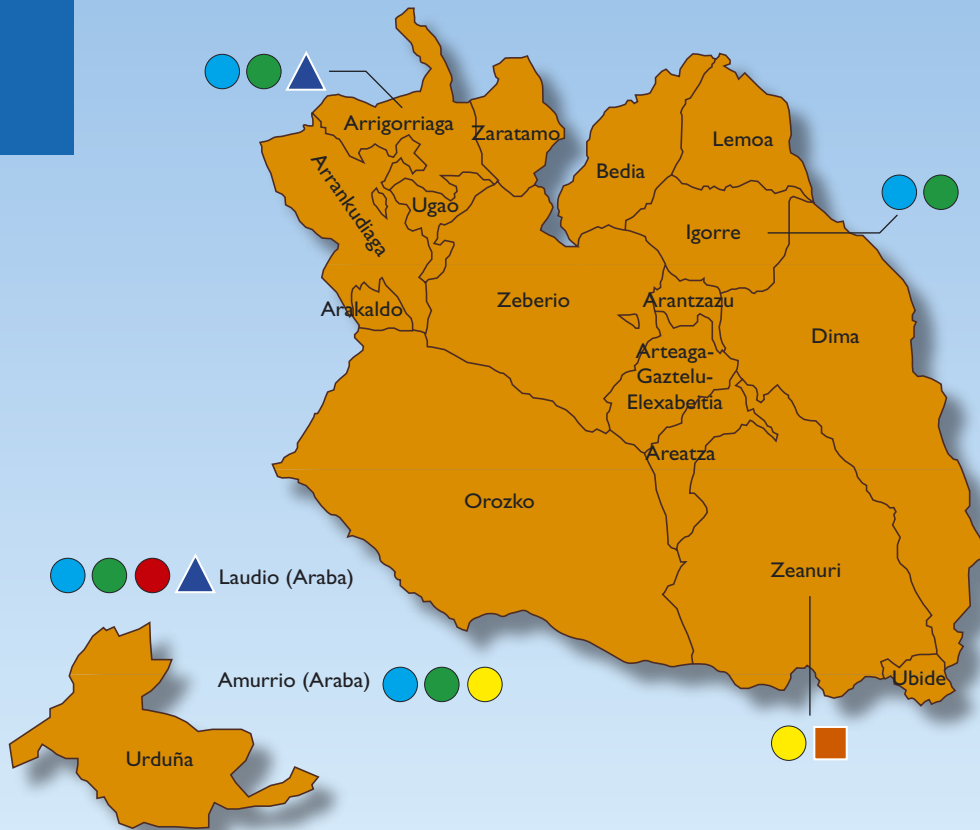 Arrigorriaga
Zaratamo
Lemoa
Bedia
Arrankudiaga
Ugao
Igorre
Zeberio
Arantzazu
Arakaldo
Dima
Arteaga-
Gaztelu-
Elexabeitia
Areatza
Orozko
Zeanuri
Laudio (Araba)
Amurrio (Araba)
Ubide
Urduña